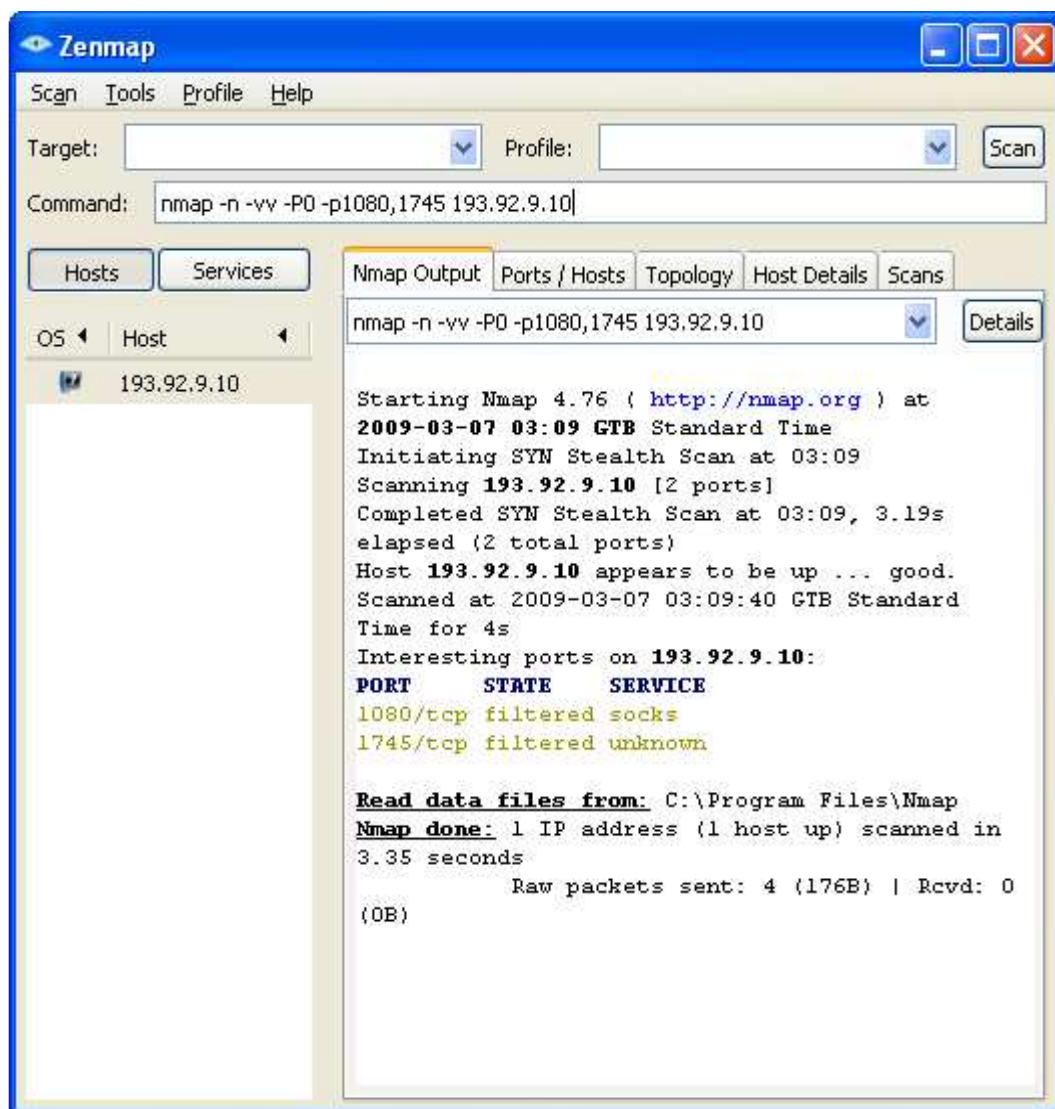 Zenmap
Scan Tools Profile Help
Target: Profile: Scan
Command: nmap -n -vv -P0 -p1080,1745 193.92.9.10
Hosts Services
Nmap Output Ports / Hosts Topology Host Details Scans
nmap -n -vv -P0 -p1080,1745 193.92.9.10 Details
OS Host
193.92.9.10
Starting Nmap 4.76 ( http://nmap.org ) at
2009-03-07 03:09 GTB Standard Time
Initiating SYN Stealth Scan at 03:09
Scanning 193.92.9.10 [2 ports]
Completed SYN Stealth Scan at 03:09, 3.19s
elapsed (2 total ports)
Host 193.92.9.10 appears to be up ... good.
Scanned at 2009-03-07 03:09:40 GTB Standard
Time for 4s
Interesting ports on 193.92.9.10:
PORT STATE SERVICE
1080/tcp filtered socks
1745/tcp filtered unknown
Read data files from: C:\Program Files\Nmap
Nmap done: 1 IP address (1 host up) scanned in
3.35 seconds
Raw packets sent: 4 (176B) | Rcvd: 0
(0B)